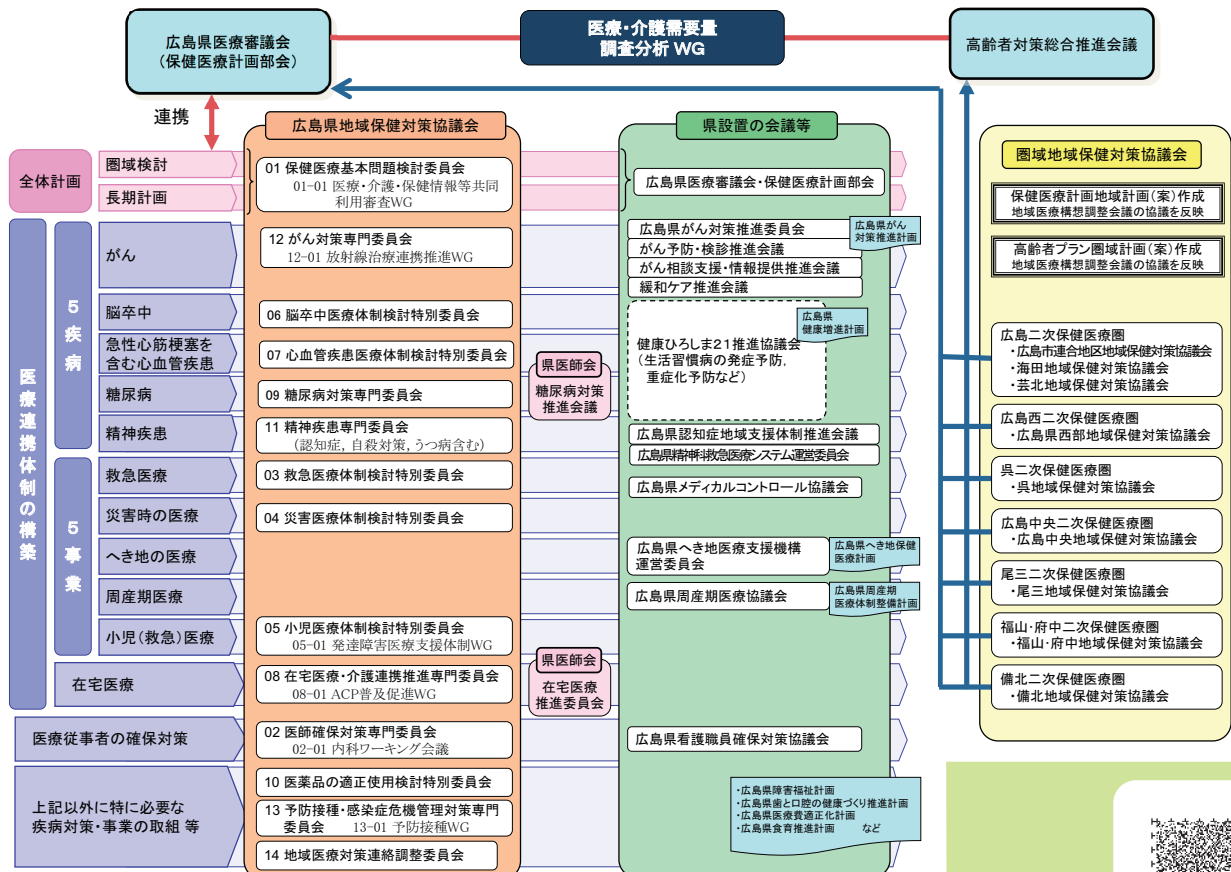 広島県医療審議会
（保健医療計画部会）
医療・介護需要量
調査分析 WG
高齢者対策総合推進会議
連携
広島県地域保健対策協議会
県設置の会議等
圏域地域保健対策協議会
全体計画
圏域検討
長期計画
01 保健医療基本問題検討委員会
01-01 医療・介護・保健情報等共同
利用審査WG
広島県医療審議会・保健医療計画部会
保健医療計画地域計画（案）作成
地域医療構想調整会議の協議を反映
高齢者プラン圏域計画（案）作成
地域医療構想調整会議の協議を反映
医療連携体制の構築
5疾病
がん
12 がん対策専門委員会
12-01 放射線治療連携推進WG
広島県がん対策推進委員会
がん予防・検診推進会議
がん相談支援・情報提供推進会議
緩和ケア推進会議
広島県がん
対策推進計画
脳卒中
06 脳卒中医療体制検討特別委員会
急性心筋梗塞を
含む心血管疾患
07 心血管疾患医療体制検討特別委員会
糖尿病
09 糖尿病対策専門委員会
県医師会
糖尿病対策
推進会議
健康ひろしま２１推進協議会
（生活習慣病の発症予防，
重症化予防など）
広島県
健康増進計画
精神疾患
11 精神疾患専門委員会
（認知症，自殺対策，うつ病含む）
広島県認知症地域支援体制推進会議
広島県精神科救急医療システム運営委員会
5事業
救急医療
03 救急医療体制検討特別委員会
広島県メディカルコントロール協議会
災害時の医療
04 災害医療体制検討特別委員会
へき地の医療
広島県へき地医療支援機構
運営委員会
広島県へき地保健
医療計画
周産期医療
広島県周産期医療協議会
広島県周産期
医療体制整備計画
小児（救急）医療
05 小児医療体制検討特別委員会
05-01 発達障害医療支援体制WG
在宅医療
08 在宅医療・介護連携推進専門委員会
08-01 ACP普及促進WG
県医師会
在宅医療
推進委員会
医療従事者の確保対策
02 医師確保対策専門委員会
02-01 内科ワーキング会議
広島県看護職員確保対策協議会
上記以外に特に必要な
疾病対策・事業の取組 等
10 医薬品の適正使用検討特別委員会
13 予防接種・感染症危機管理対策専門
委員会 13-01 予防接種WG
14 地域医療対策連絡調整委員会
・広島県障害福祉計画
・広島県歯と口腔の健康づくり推進計画
・広島県医療費適正化計画
・広島県食育推進計画 など
広島二次保健医療圏
・広島市連合地区地域保健対策協議会
・海田地域保健対策協議会
・芸北地域保健対策協議会
広島西二次保健医療圏
・広島県西部地域保健対策協議会
呉二次保健医療圏
・呉地域保健対策協議会
広島中央二次保健医療圏
・広島中央地域保健対策協議会
尾三二次保健医療圏
・尾三地域保健対策協議会
福山・府中二次保健医療圏
・福山・府中地域保健対策協議会
備北二次保健医療圏
・備北地域保健対策協議会